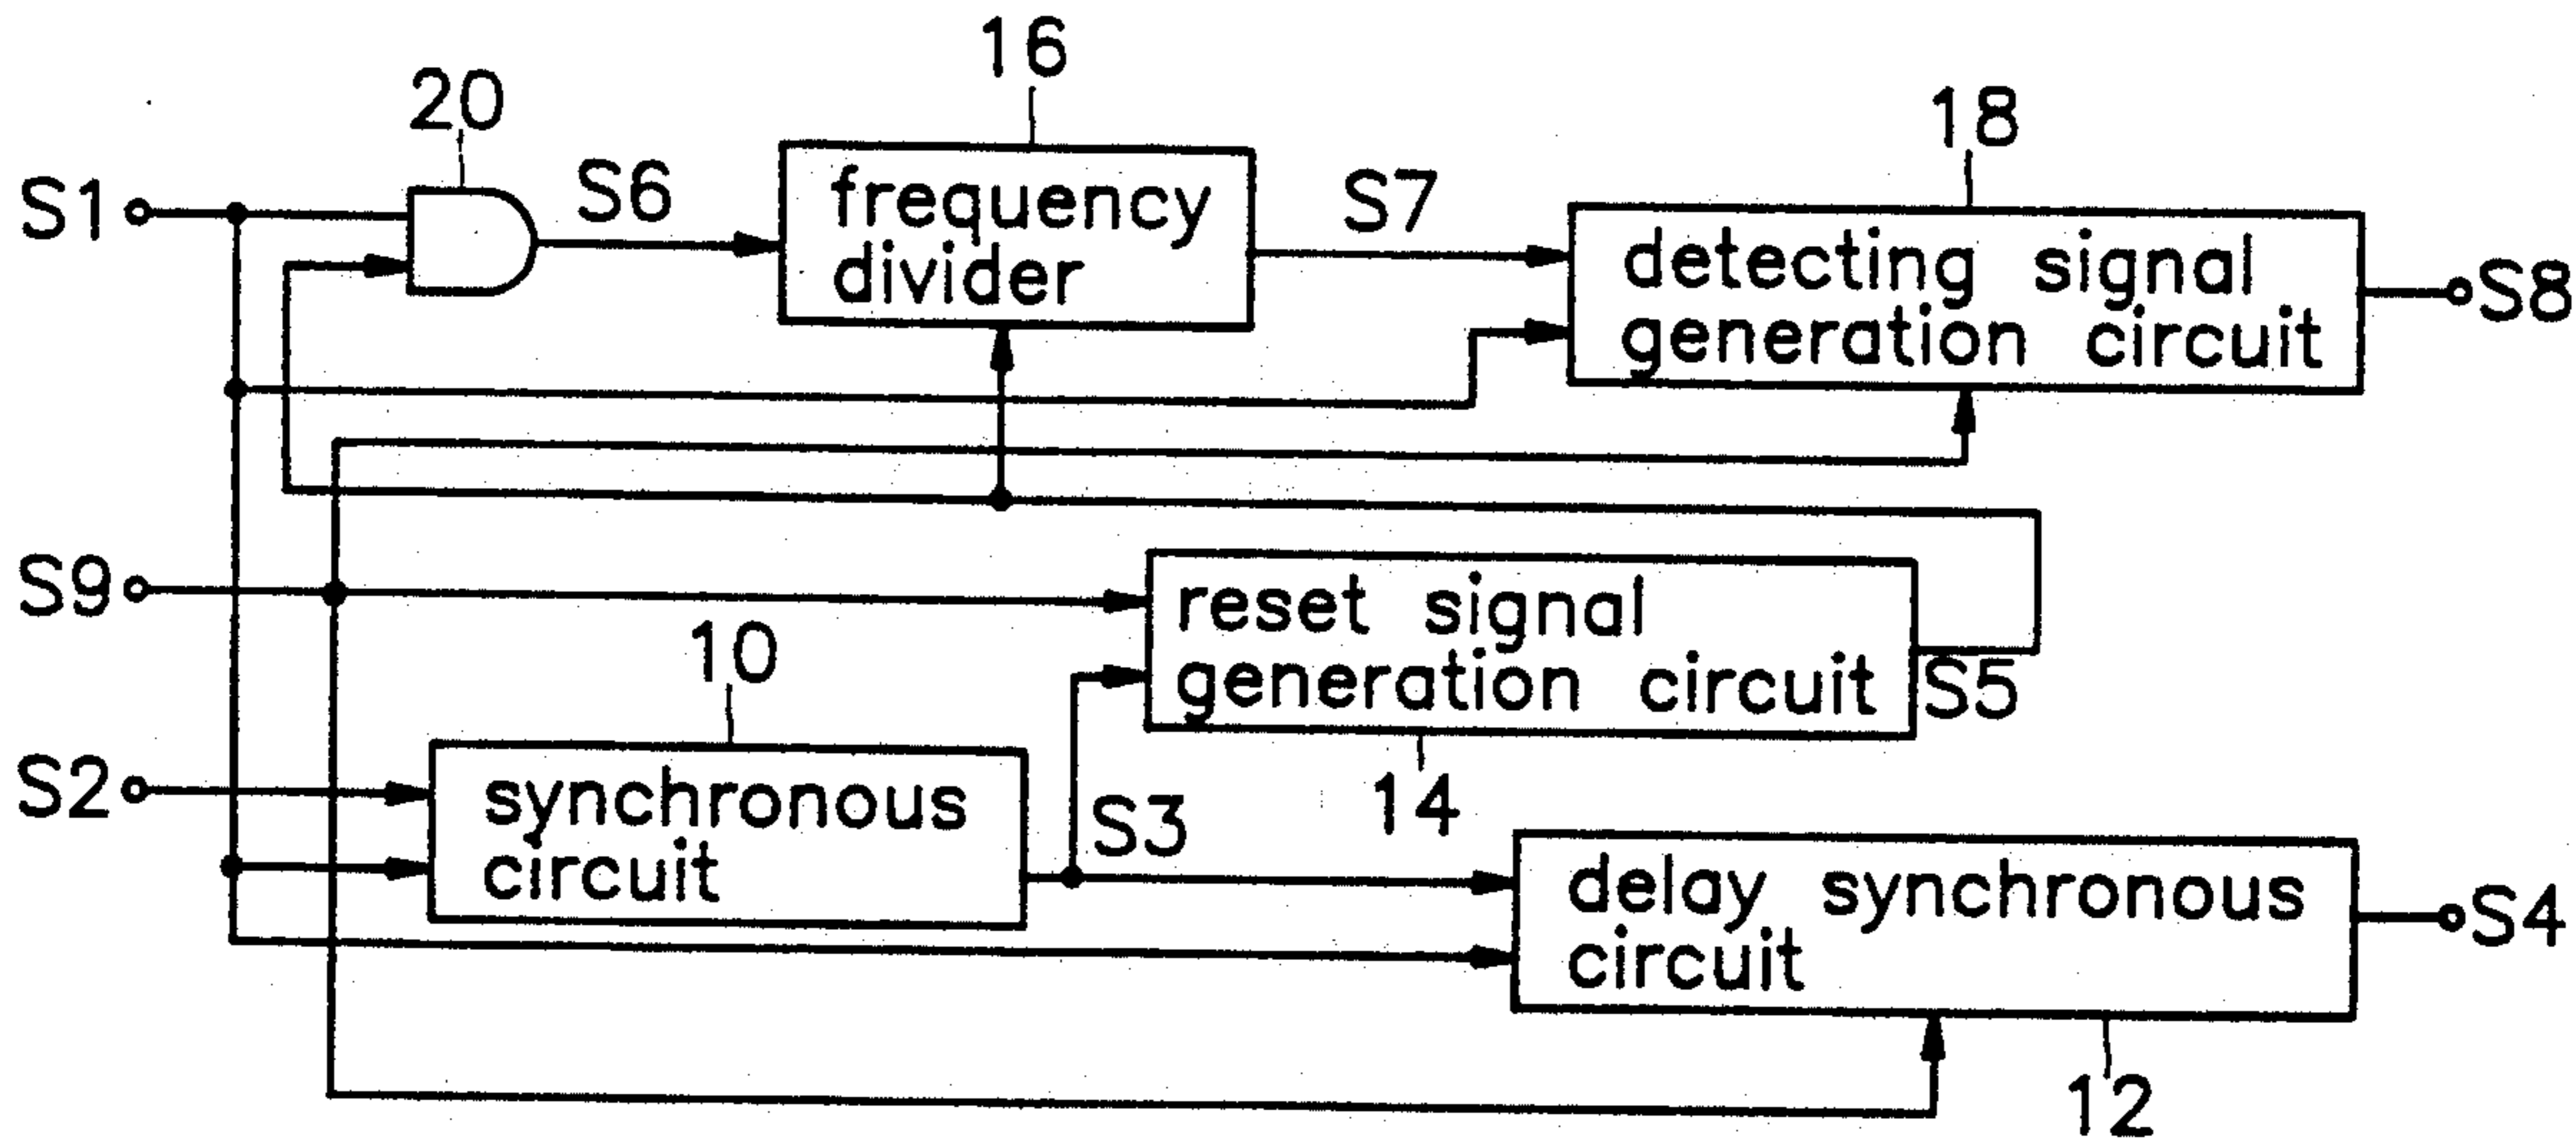 16
20
18
S1
S6
frequency
divider
S7
detecting signal
generation circuit
S8
S9
reset signal
generation circuit
S5
10
14
S2
synchronous
circuit
S3
delay synchronous
circuit
S4
12